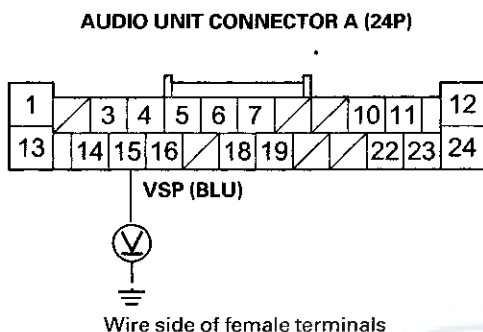 AUDIO UNIT CONNECTOR A (24P)
1 3 4 5 6 7 10 11 12
13 14 15 16 18 19 22 23 24
VSP (BLU)
V
Wire side of female terminals